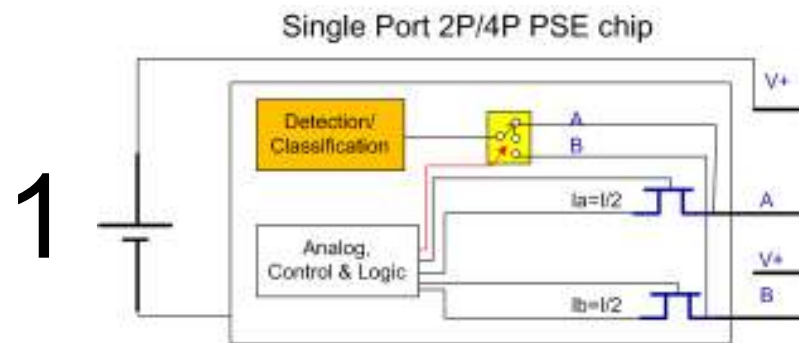 Single Port 2P/4P PSE chip
1
V+
Detection/
Classification
A
B
Ia=I/2
A
Analog,
Control & Logic
V+
B
Ib=I/2